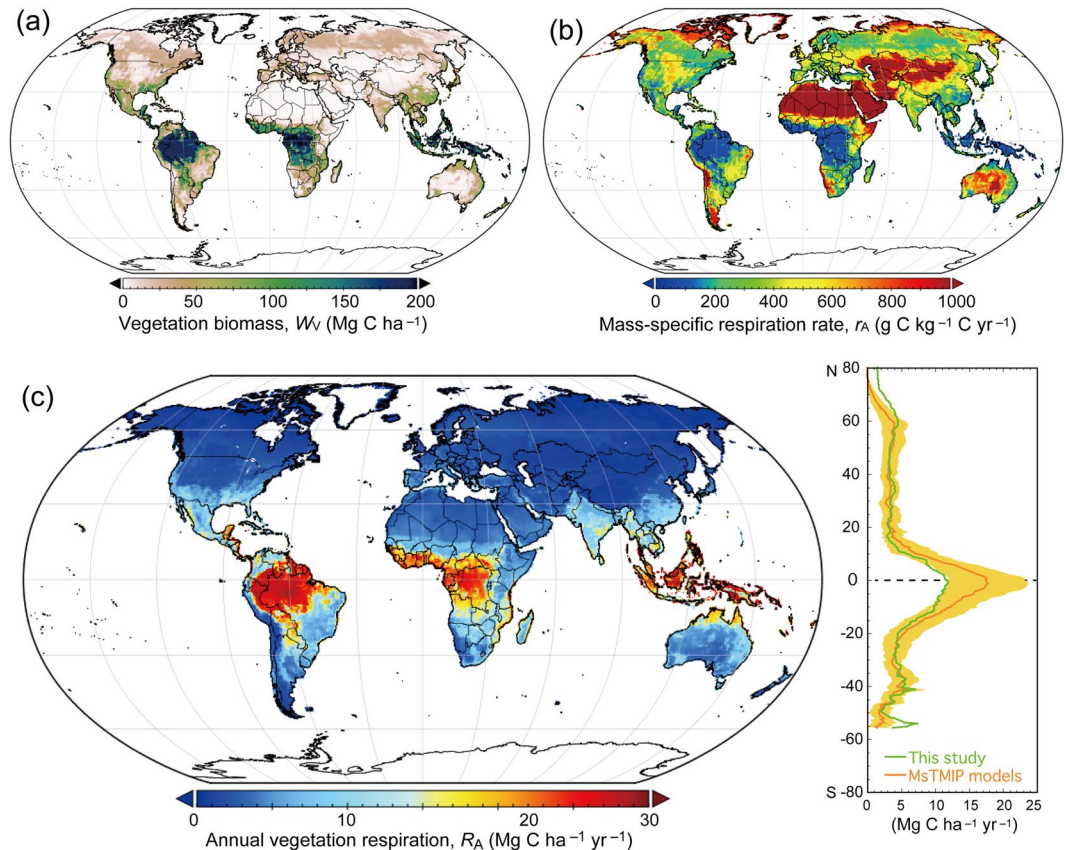 (a)
0 50 100 150 200
Vegetation biomass, WV (Mg C ha−1)
(b)
0 200 400 600 800 1000
Mass-specific respiration rate, rA (g C kg−1 C yr−1)
(c)
0 10 20 30
Annual vegetation respiration, RA (Mg C ha−1 yr−1)
N 80
60
40
20
0
-20
-40
-60
S -80
This study
MsTMIP models
0 5 10 15 20 25
(Mg C ha−1 yr−1)